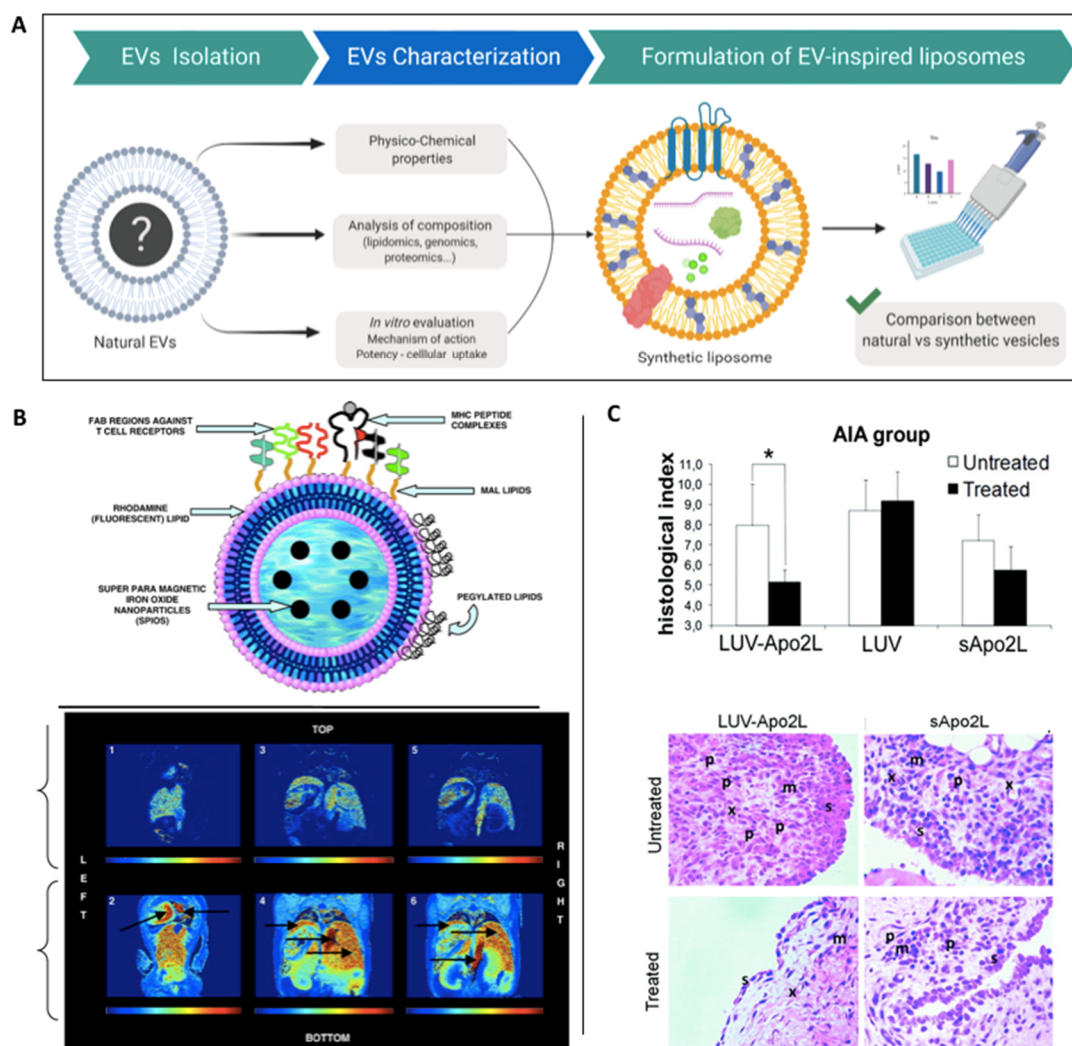 A
EVs Isolation
EVs Characterization
Formulation of EV-inspired liposomes
?
Natural EVs
Physico-Chemical
properties
Analysis of composition
(lipidomics, genomics,
proteomics...)
In vitro evaluation
Mechanism of action
Potency - celllular uptake
Synthetic liposome
Comparison between
natural vs synthetic vesicles
B
FAB REGIONS AGAINST
T CELL RECEPTORS
MHC PEPTIDE
COMPLEXES
RHODAMINE
(FLUORESCENT) LIPID
MAL LIPIDS
SUPER PARA MAGNETIC
IRON OXIDE
NANOPARTICLES
(SPIOS)
PEGYLATED LIPIDS
TOP
1
3
5
LEFT
RIGHT
2
4
6
BOTTOM
C
AIA group
histological index
11,0
10,0
9,0
8,0
7,0
6,0
5,0
4,0
3,0
*
Untreated
Treated
LUV-Apo2L
LUV
sApo2L
LUV-Apo2L
sApo2L
Untreated
p
p
m
x
s
p
p
m
x
p
x
s
Treated
m
s
x
p
m
p
s